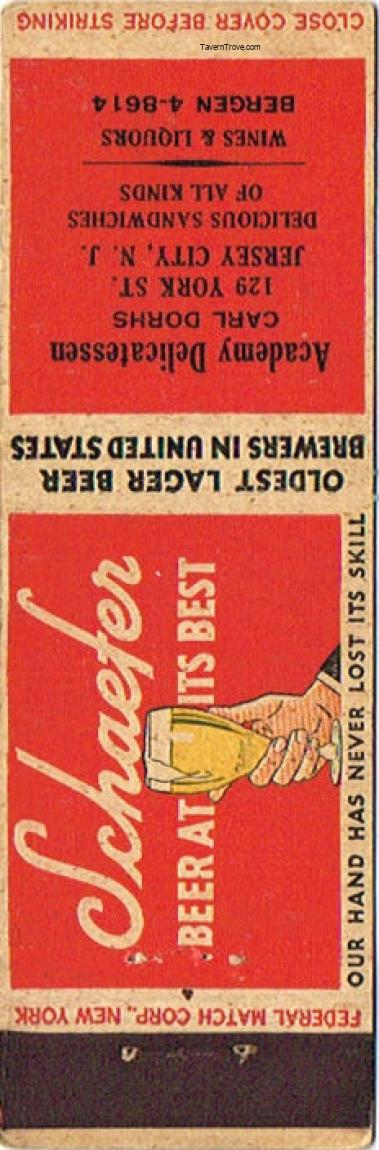 CLOSE COVER BEFORE STRIKING
TavernTrove.com
Academy Delicatessen
CARL DORHS
129 YORK ST.
JERSEY CITY, N. J.
DELICIOUS SANDWICHES
OF ALL KINDS
WINES & LIQUORS
BERGEN 4-8614
OLDEST LAGER BEER
BREWERS IN UNITED STATES
Schaefer
BEER AT ITS BEST
OUR HAND HAS NEVER LOST ITS SKILL
FEDERAL MATCH CORP., NEW YORK